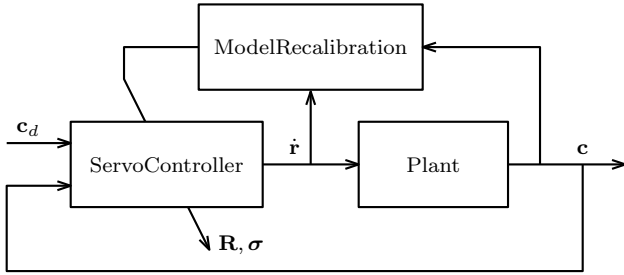 ModelRecalibration
𝐜_d
ServoController
𝐫̇
Plant
𝐜
𝐑, 𝛔